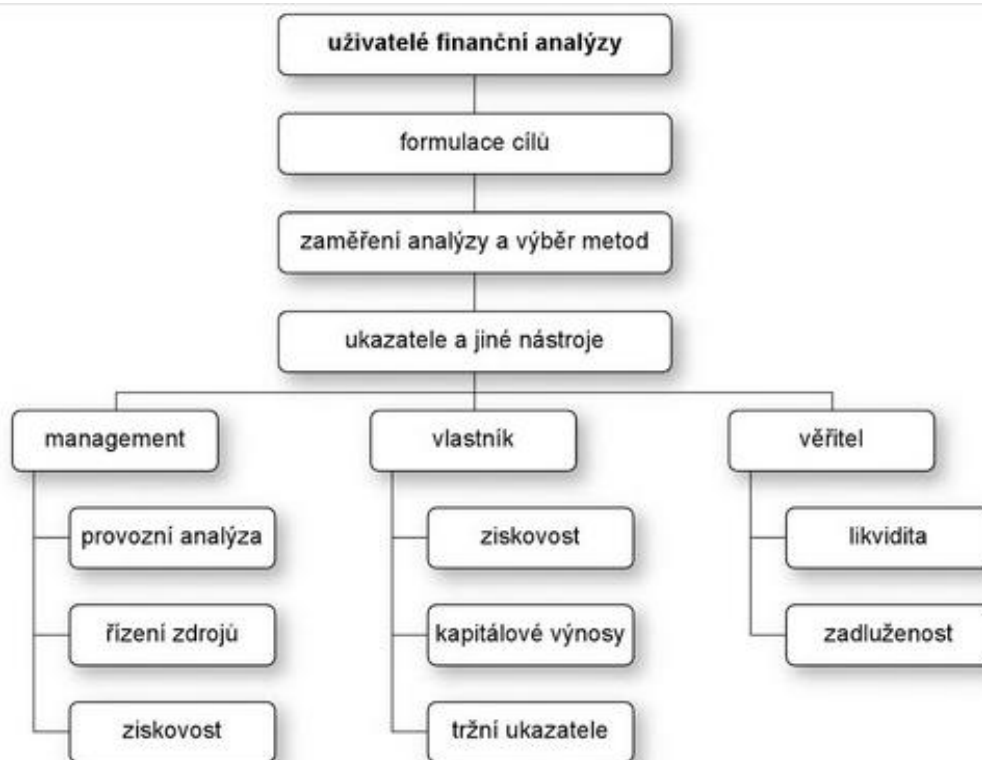 uživatelé finanční analýzy
formulace cílů
zaměření analýzy a výběr metod
ukazatele a jiné nástroje
management
vlastník
věřitel
provozní analýza
ziskovost
likvidita
řízení zdrojů
kapitálové výnosy
zadluženost
ziskovost
tržní ukazatele